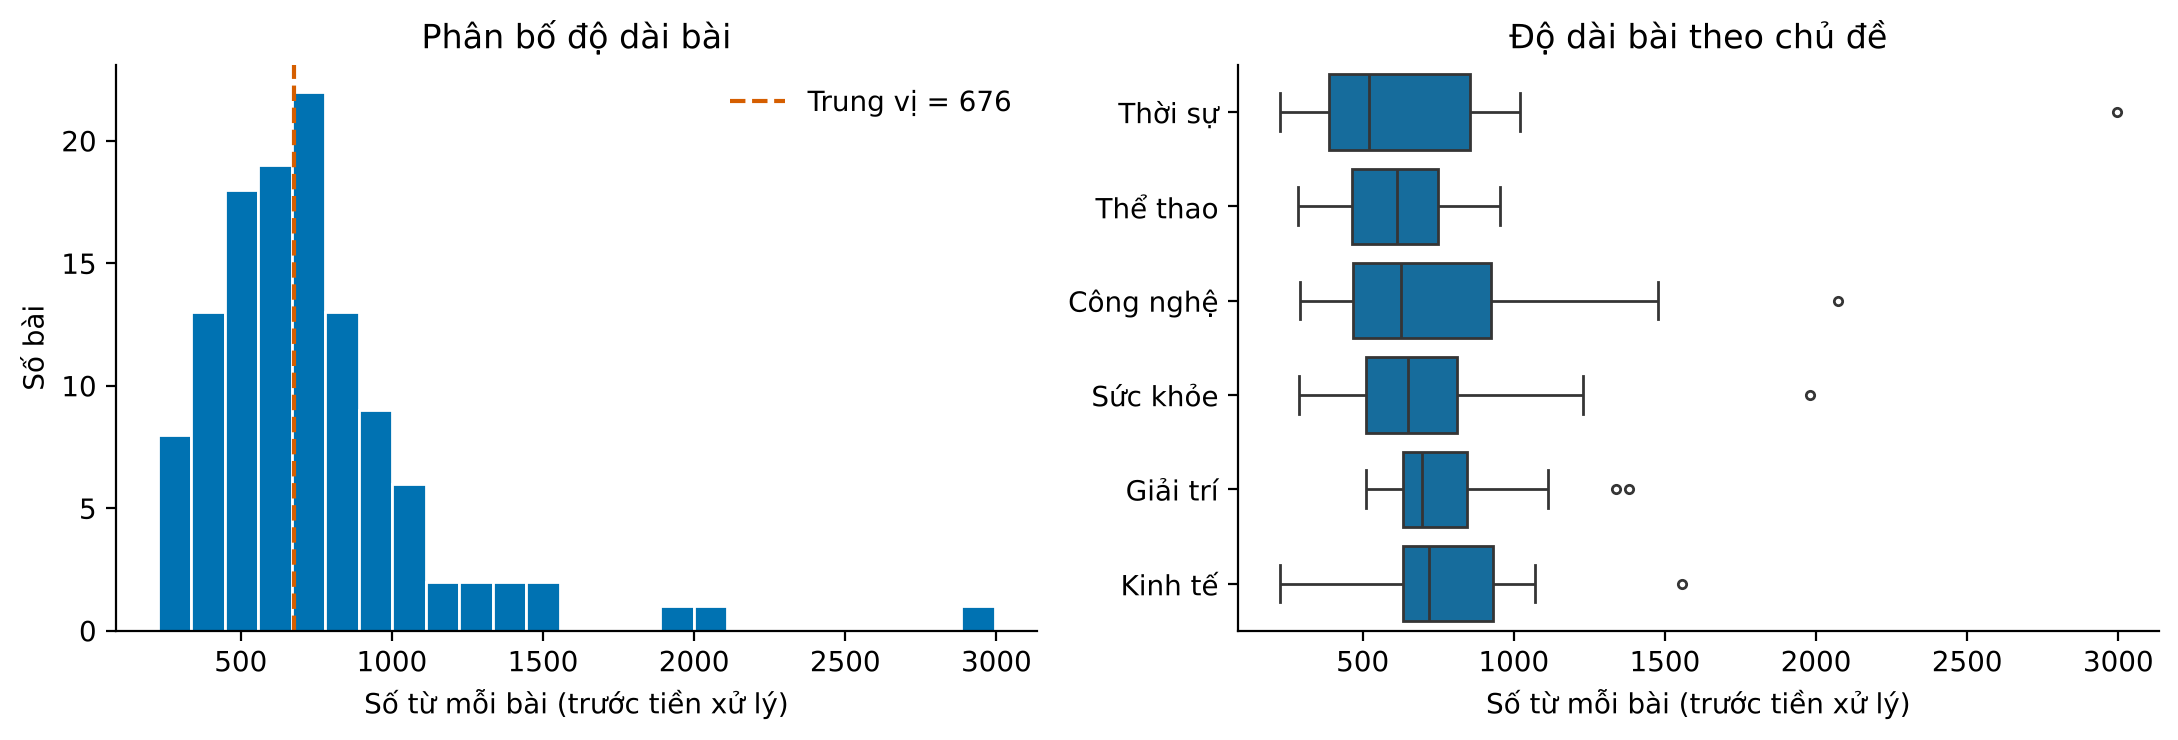 Phân bố độ dài bài
Trung vị = 676
Số bài
20
15
10
5
0
500 1000 1500 2000 2500 3000
Số từ mỗi bài (trước tiền xử lý)
Độ dài bài theo chủ đề
Thời sự
Thể thao
Công nghệ
Sức khỏe
Giải trí
Kinh tế
500 1000 1500 2000 2500 3000
Số từ mỗi bài (trước tiền xử lý)